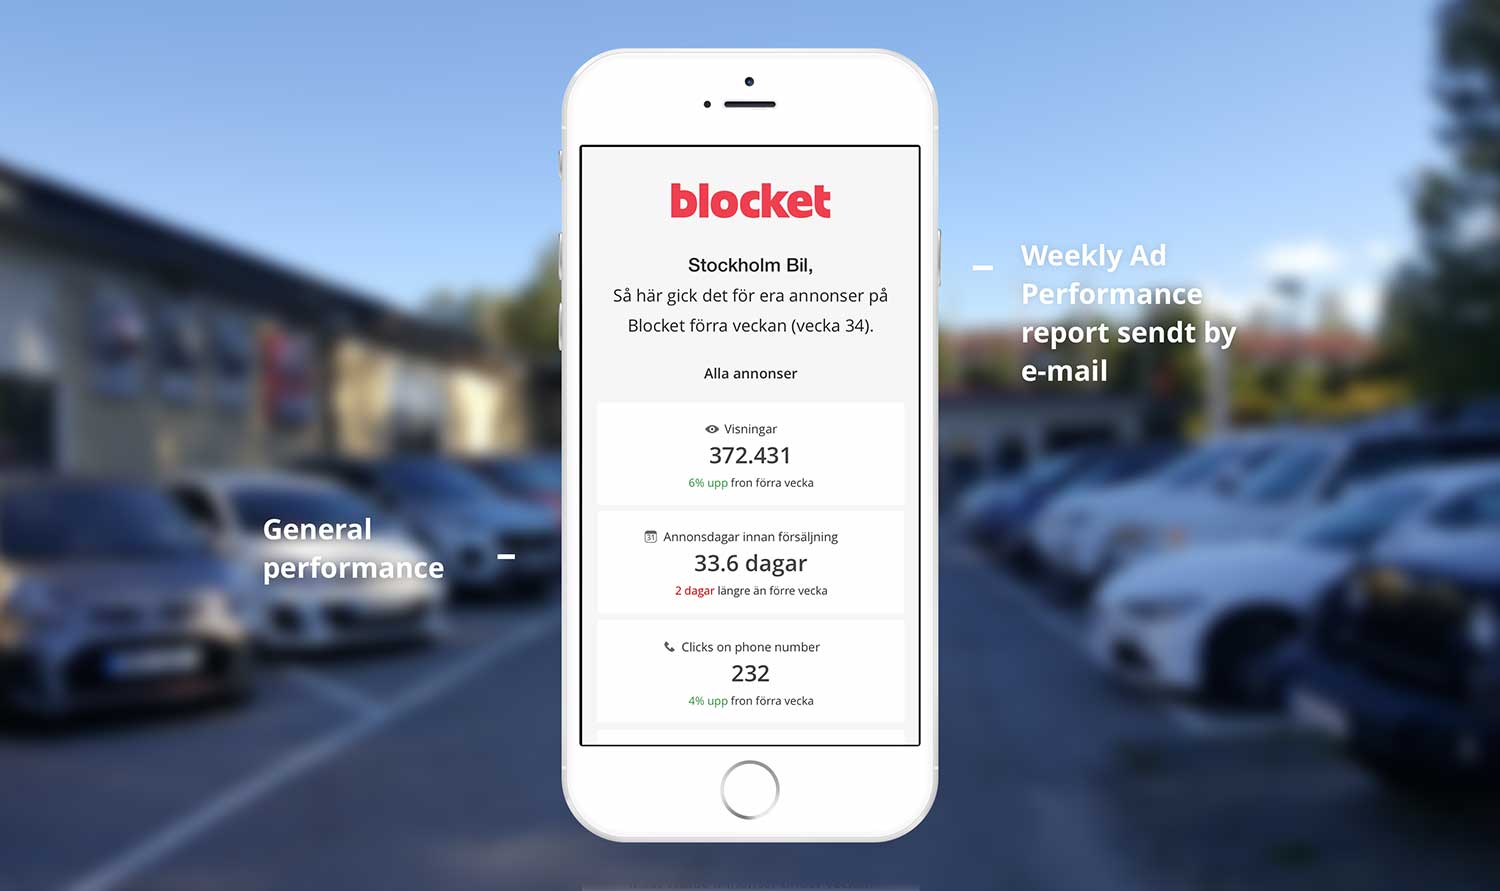 blocket
Stockholm Bil,
Så här gick det för era annonser på
Blocket förra veckan (vecka 34).
Alla annonser
Visningar
372.431
6% upp fron förra vecka
31 Annonsdagar innan försäljning
33.6 dagar
2 dagar längre än förre vecka
Clicks on phone number
232
4% upp fron förra vecka
Weekly Ad
Performance
report sendt by
e-mail
General
performance